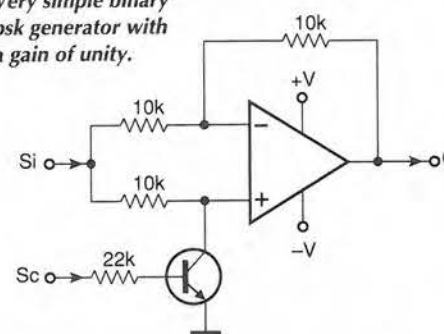 very simple binary
psk generator with
a gain of unity.
10k
10k
+V
Si
10k
−V
22k
Sc